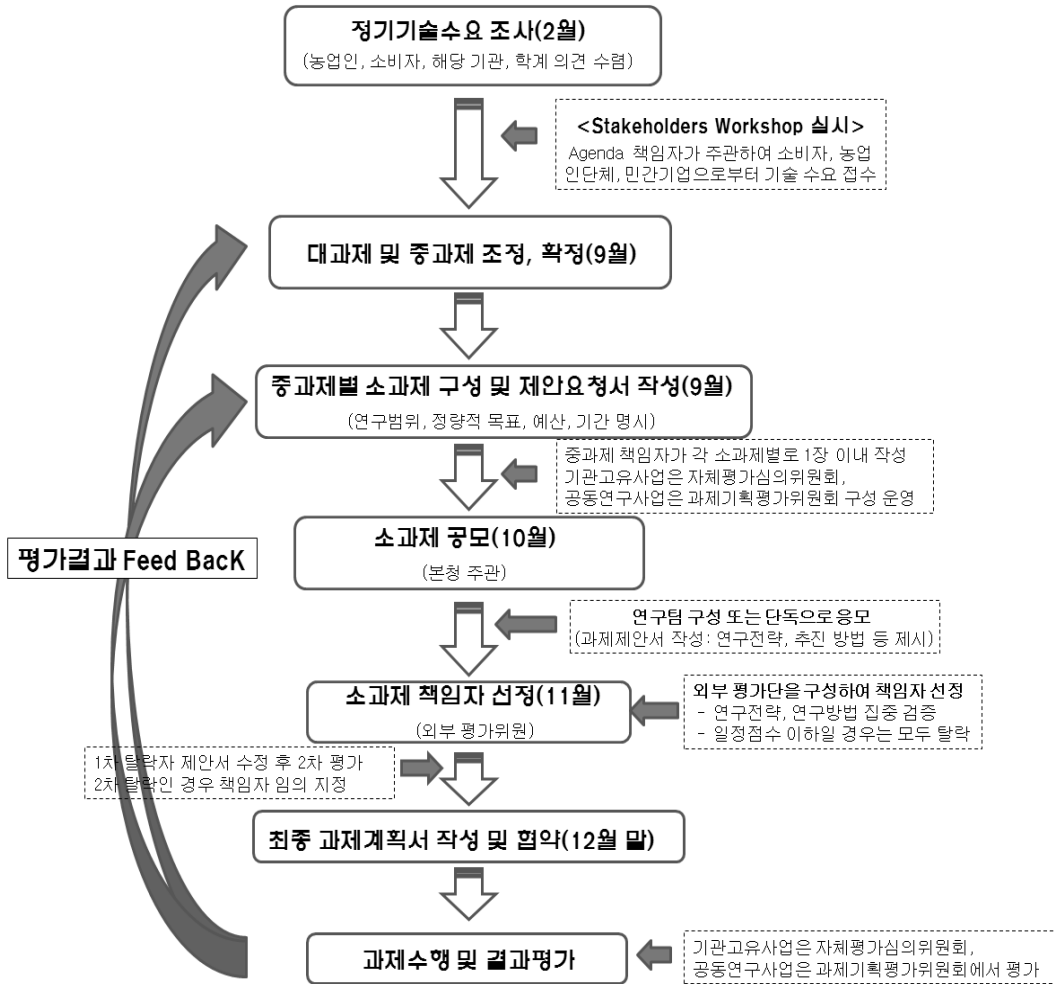 정기기술수요 조사(2월)
(농업인, 소비자, 해당 기관, 학계 의견 수렴)
<Stakeholders Workshop 실시>
Agenda 책임자가 주관하여 소비자, 농업
인단체, 민간기업으로부터 기술 수요 접수
대과제 및 중과제 조정, 확정(9월)
중과제별 소과제 구성 및 제안요청서 작성(9월)
(연구범위, 정량적 목표, 예산, 기간 명시)
중과제 책임자가 각 소과제별로 1장 이내 작성
기관고유사업은 자체평가심의위원회,
공동연구사업은 과제기획평가위원회 구성 운영
소과제 공모(10월)
(본청 주관)
평가결과 Feed BacK
연구팀 구성 또는 단독으로 응모
(과제제안서 작성: 연구전략, 추진 방법 등 제시)
소과제 책임자 선정(11월)
(외부 평가위원)
외부 평가단을 구성하여 책임자 선정
- 연구전략, 연구방법 집중 검증
- 일정점수 이하일 경우는 모두 탈락
1차 탈락자 제안서 수정 후 2차 평가
2차 탈락인 경우 책임자 임의 지정
최종 과제계획서 작성 및 협약(12월 말)
과제수행 및 결과평가
기관고유사업은 자체평가심의위원회,
공동연구사업은 과제기획평가위원회에서 평가